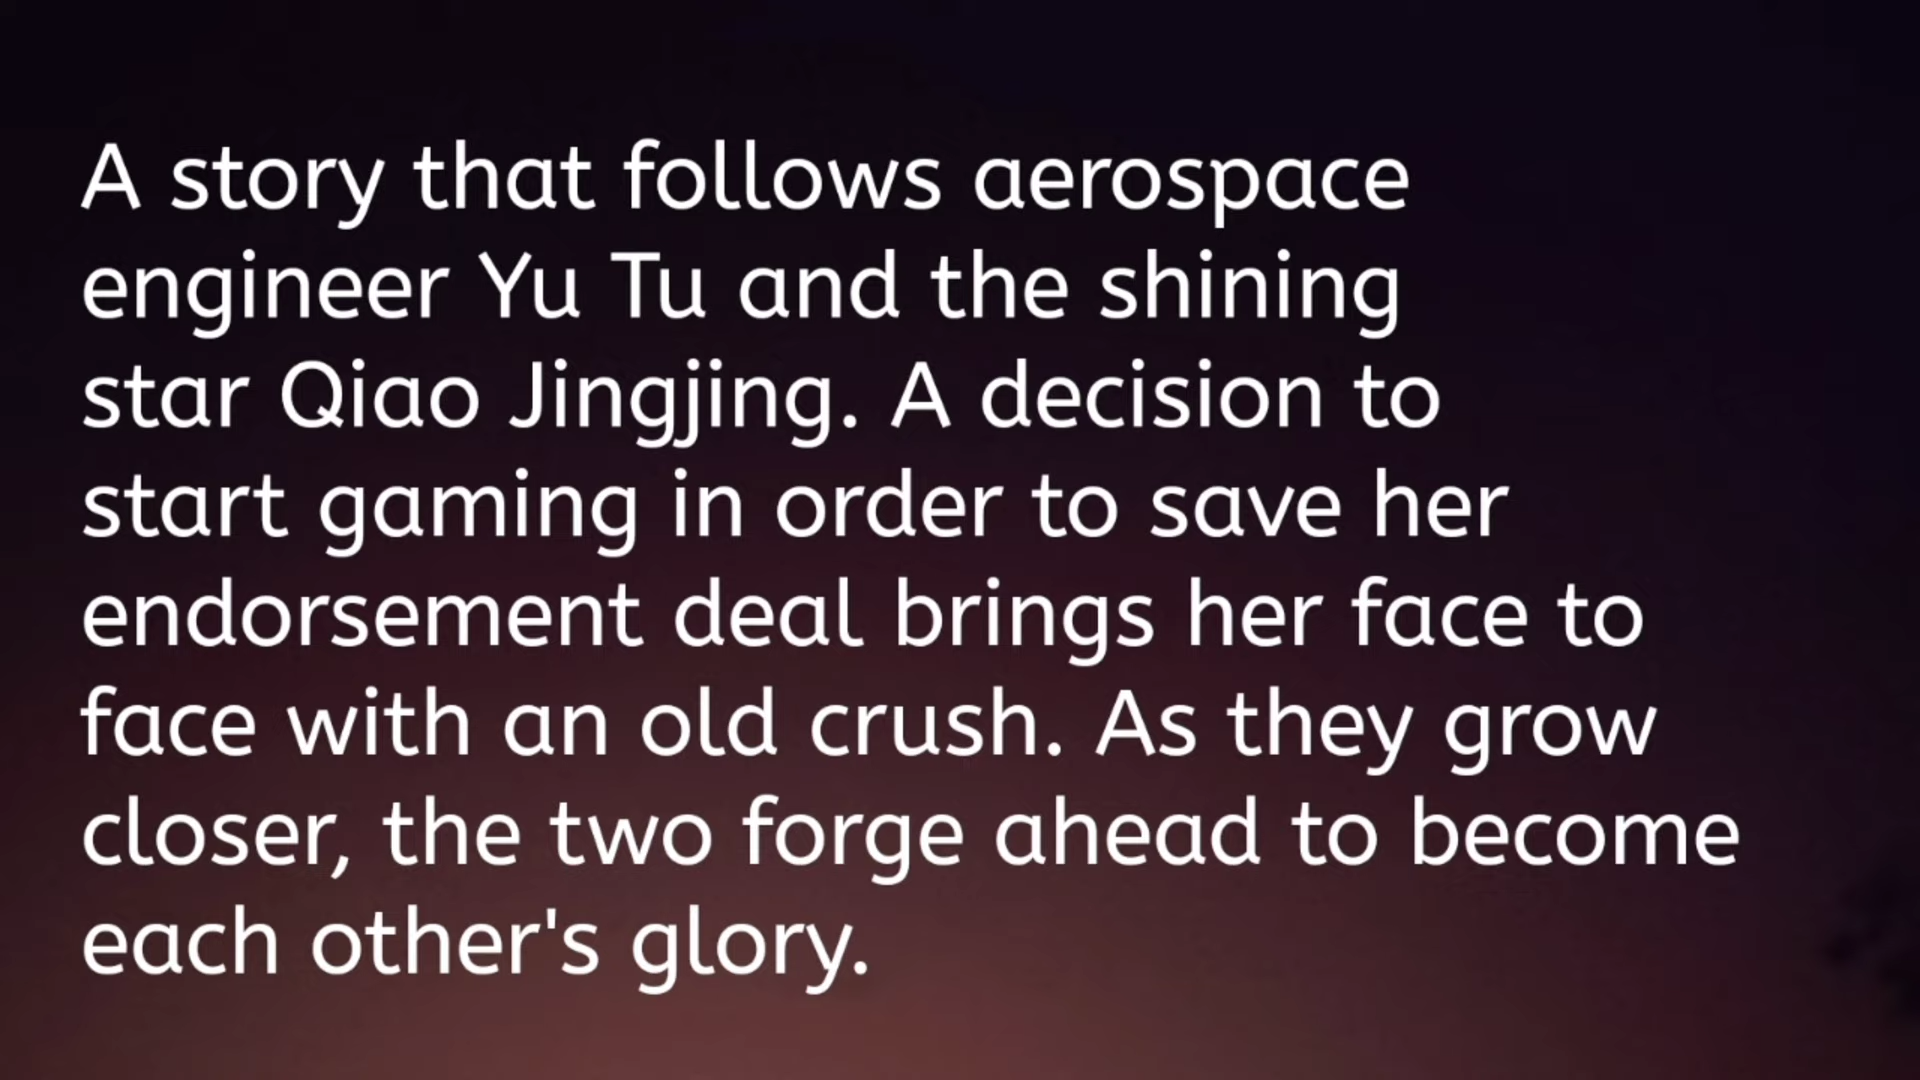 A story that follows aerospace
engineer Yu Tu and the shining
star Qiao Jingjing. A decision to
start gaming in order to save her
endorsement deal brings her face to
face with an old crush. As they grow
closer, the two forge ahead to become
each other's glory.